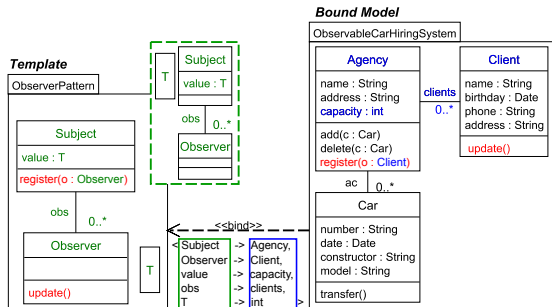 Template
ObserverPattern
Subject
value : T
register(o : Observer)
obs
0..*
Observer
update()
T
Subject
value : T
obs
0..*
Observer
T
Bound Model
ObservableCarHiringSystem
Agency
name : String
address : String
capacity : int
add(c : Car)
delete(c : Car)
register(o : Client)
clients
0..*
Client
name : String
birthday : Date
phone : String
address : String
update()
ac
0..*
Car
number : String
date : Date
constructor : String
model : String
transfer()
<<bind>>
< Subject -> Agency,
Observer -> Client,
value -> capacity,
obs -> clients,
T -> int >